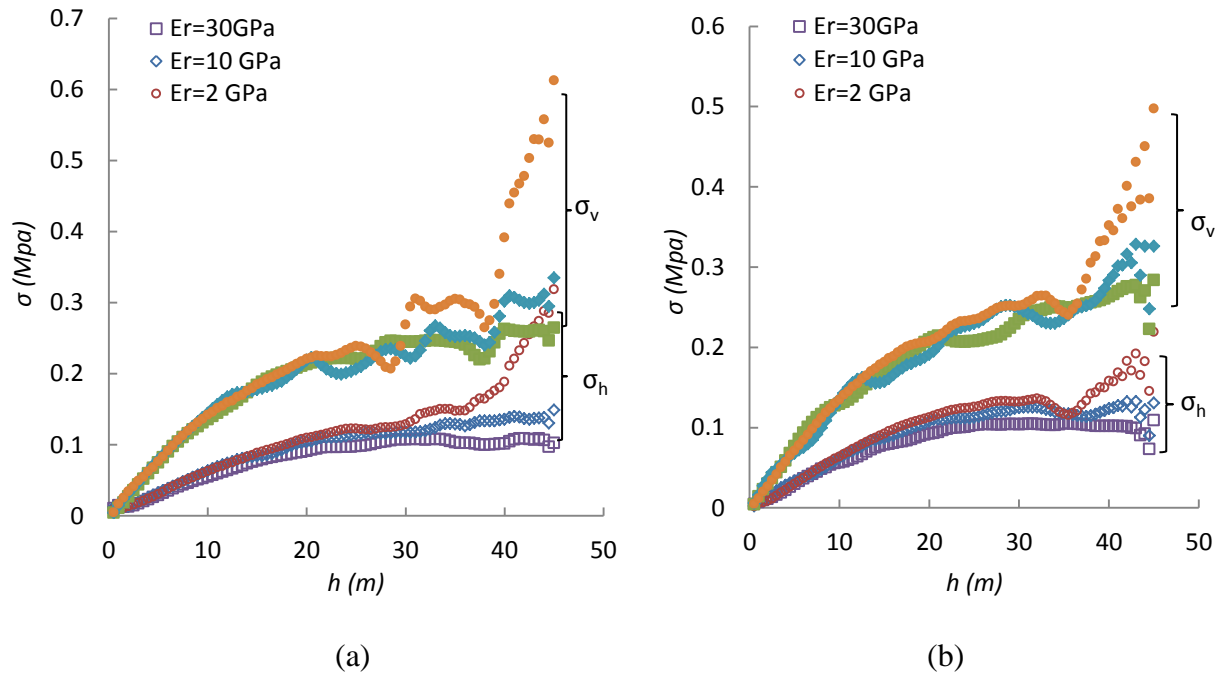 0.7
0.6
0.5
0.4
0.3
0.2
0.1
0
σ (Mpa)
Er=30GPa
Er=10 GPa
Er=2 GPa
σv
σh
0 10 20 30 40 50
h (m)
(a)
0.6
0.5
0.4
0.3
0.2
0.1
0
σ (Mpa)
Er=30GPa
Er=10 GPa
Er=2 GPa
σv
σh
0 10 20 30 40 50
h (m)
(b)